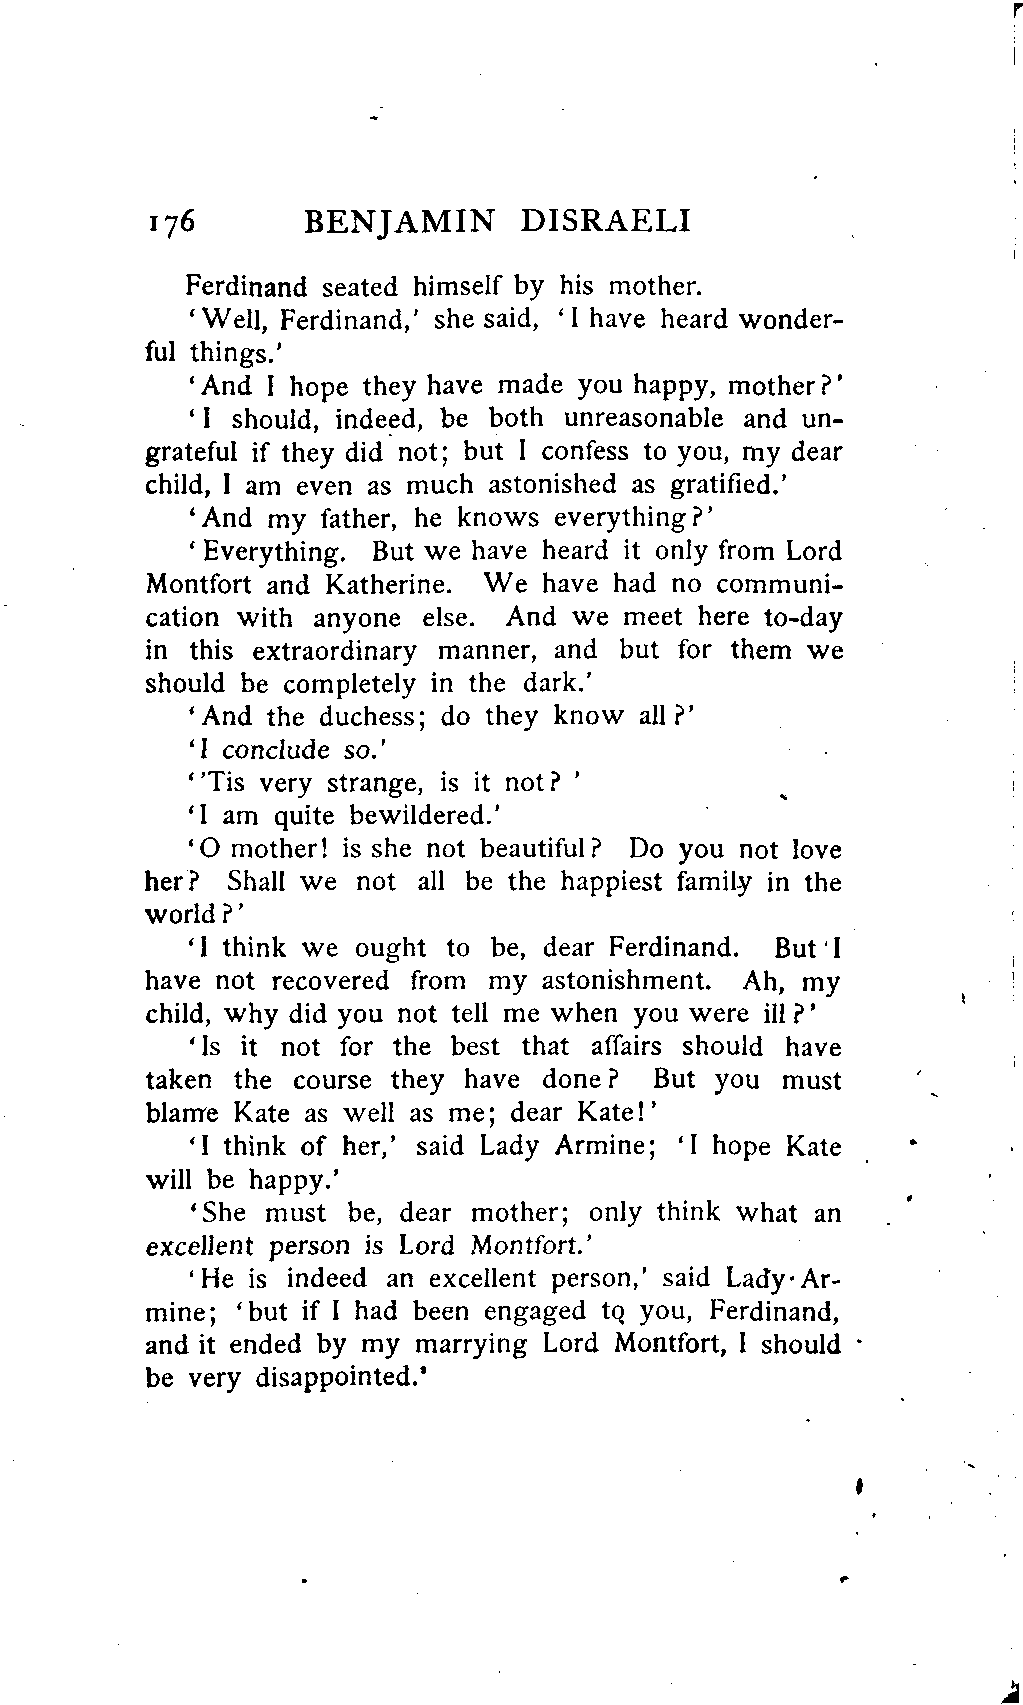 176 BENJAMIN DISRAELI
Ferdinand seated himself by his mother.
‘Well, Ferdinand,’ she said, ‘I have heard wonder-
ful things.’
‘And I hope they have made you happy, mother?’
‘I should, indeed, be both unreasonable and un-
grateful if they did not; but I confess to you, my dear
child, I am even as much astonished as gratified.’
‘And my father, he knows everything?’
‘Everything. But we have heard it only from Lord
Montfort and Katherine. We have had no communi-
cation with anyone else. And we meet here to-day
in this extraordinary manner, and but for them we
should be completely in the dark.’
‘And the duchess; do they know all?’
‘I conclude so.’
‘’Tis very strange, is it not?’
‘I am quite bewildered.’
‘O mother! is she not beautiful? Do you not love
her? Shall we not all be the happiest family in the
world?’
‘I think we ought to be, dear Ferdinand. But I
have not recovered from my astonishment. Ah, my
child, why did you not tell me when you were ill?’
‘Is it not for the best that affairs should have
taken the course they have done? But you must
blame Kate as well as me; dear Kate!’
‘I think of her,’ said Lady Armine; ‘I hope Kate
will be happy.’
‘She must be, dear mother; only think what an
excellent person is Lord Montfort.’
‘He is indeed an excellent person,’ said Lady Ar-
mine; ‘but if I had been engaged to you, Ferdinand,
and it ended by my marrying Lord Montfort, I should
be very disappointed.’